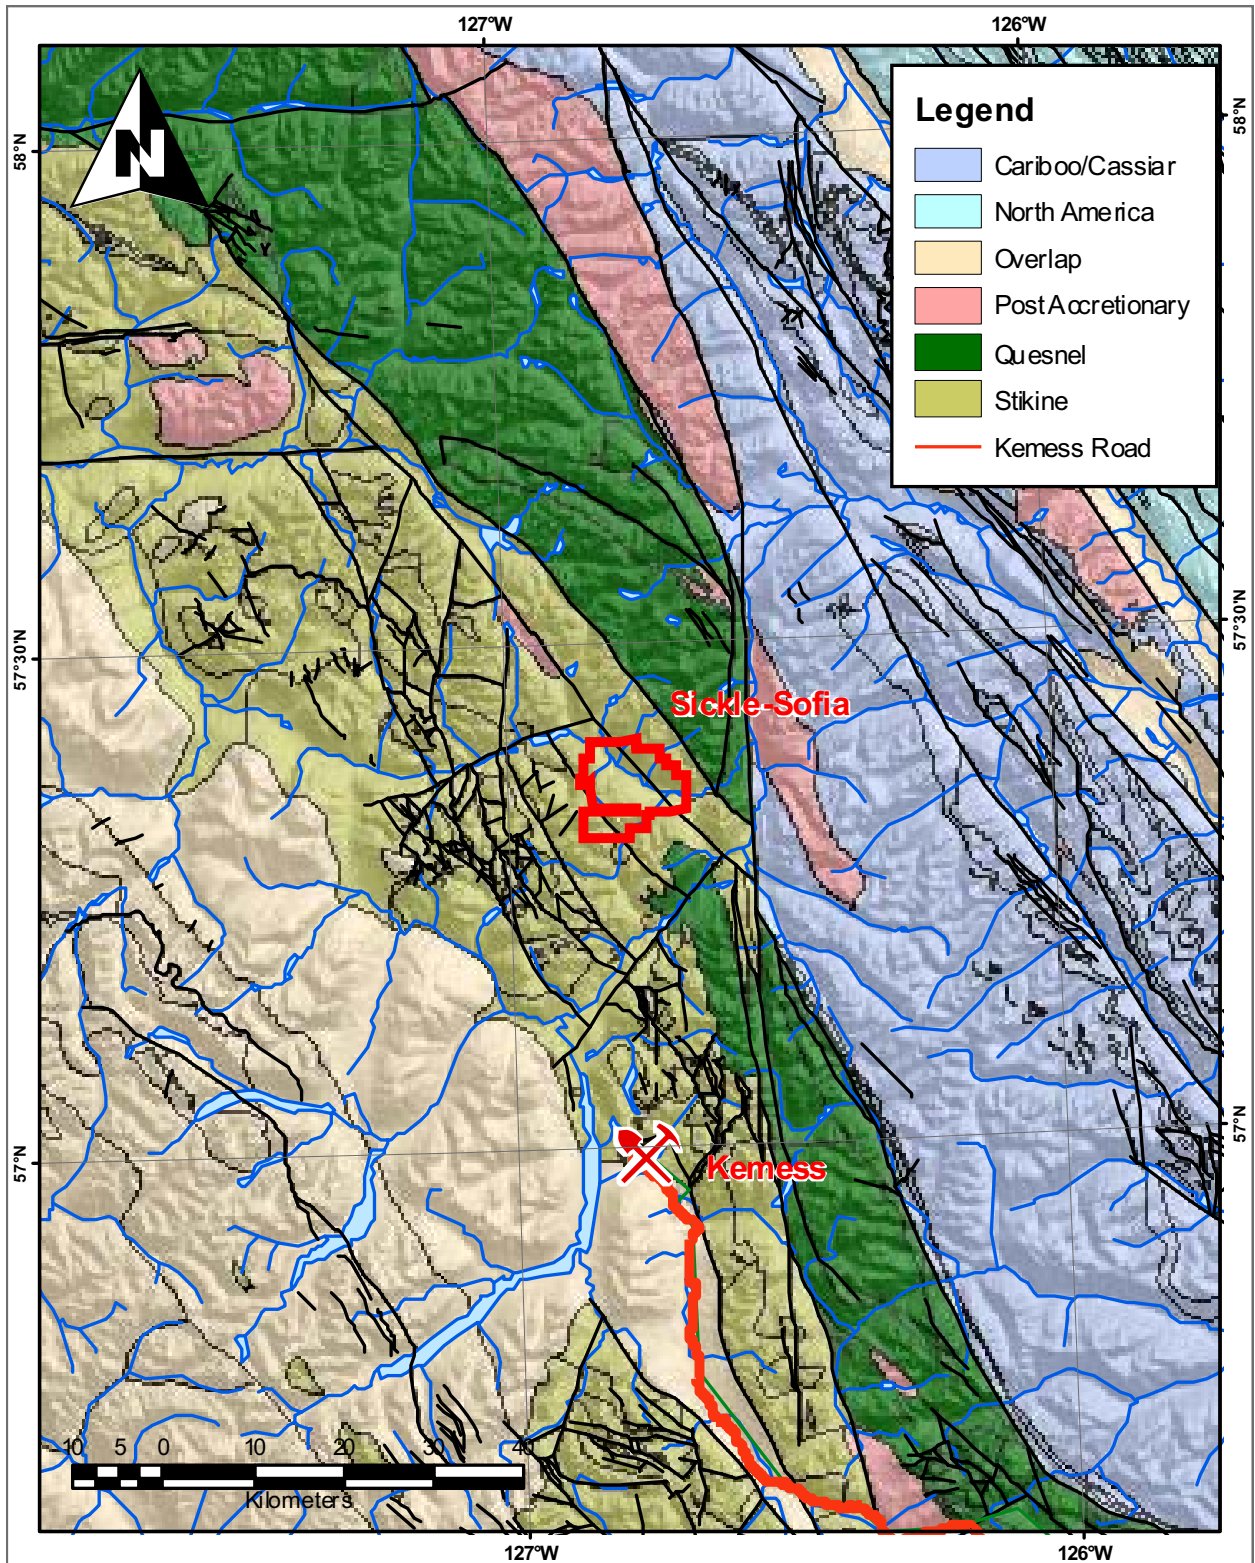 127°W 126°W
N
58°N
58°N
Legend
Cariboo/Cassiar
North America
Overlap
Post Accretionary
Quesnel
Stikine
Kemess Road
57°30'N
57°30'N
Sickle-Sofia
57°N
57°N
Kemess
10 5 0 10 20 30 40
Kilometers
127°W 126°W